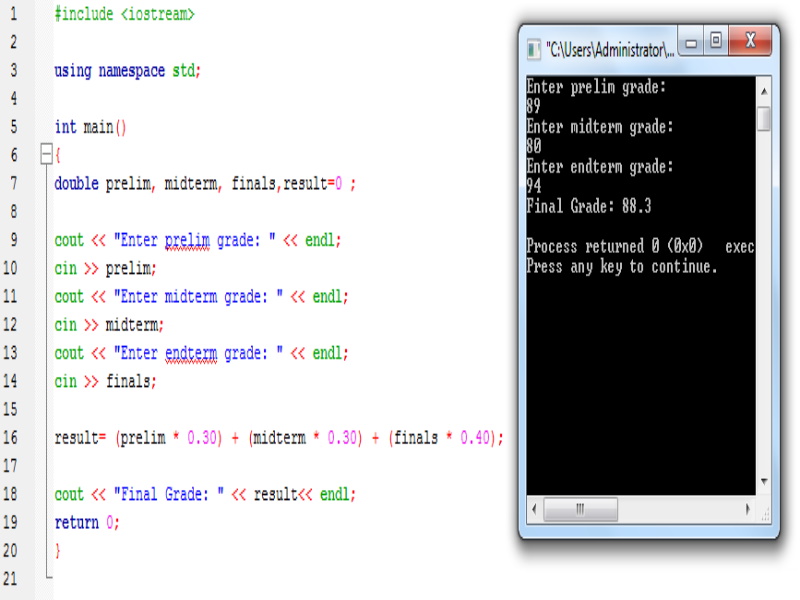 1 #include <iostream>
2
3 using namespace std;
4
5 int main()
6 {
7 double prelim, midterm, finals,result=0 ;
8
9 cout << "Enter prelim grade: " << endl;
10 cin >> prelim;
11 cout << "Enter midterm grade: " << endl;
12 cin >> midterm;
13 cout << "Enter endterm grade: " << endl;
14 cin >> finals;
15
16 result= (prelim * 0.30) + (midterm * 0.30) + (finals * 0.40);
17
18 cout << "Final Grade: " << result<< endl;
19 return 0;
20 }
21
"C:\Users\Administrator\...
Enter prelim grade:
89
Enter midterm grade:
80
Enter endterm grade:
94
Final Grade: 88.3
Process returned 0 (0x0)   exec
Press any key to continue.